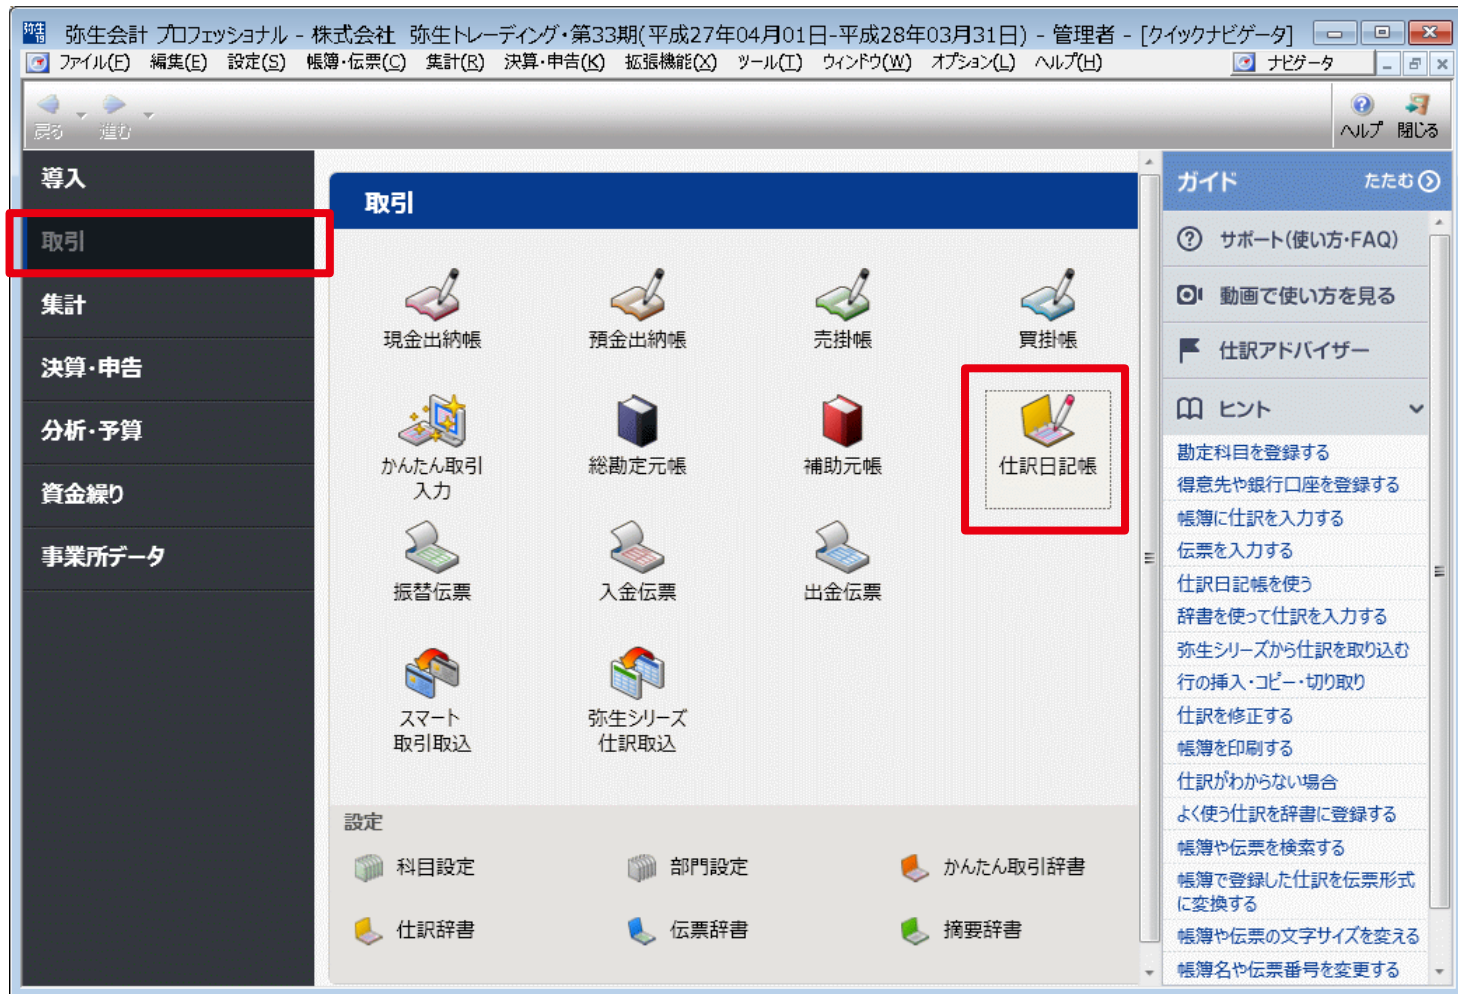 弥生 19 弥生会計 プロフェッショナル - 株式会社 弥生トレーディング・第33期(平成27年04月01日-平成28年03月31日) - 管理者 - [クイックナビゲータ]
ファイル(F) 編集(E) 設定(S) 帳簿・伝票(C) 集計(R) 決算・申告(K) 拡張機能(X) ツール(T) ウィンドウ(W) オプション(L) ヘルプ(H) ナビゲータ
戻る 進む ヘルプ 閉じる
導入
取引
集計
決算・申告
分析・予算
資金繰り
事業所データ
取引
現金出納帳 預金出納帳 売掛帳 買掛帳
かんたん取引
入力
総勘定元帳 補助元帳 仕訳日記帳
振替伝票 入金伝票 出金伝票
スマート
取引取込
弥生シリーズ
仕訳取込
設定
科目設定 部門設定 かんたん取引辞書
仕訳辞書 伝票辞書 摘要辞書
ガイド たたむ
サポート(使い方・FAQ)
動画で使い方を見る
仕訳アドバイザー
ヒント
勘定科目を登録する
得意先や銀行口座を登録する
帳簿に仕訳を入力する
伝票を入力する
仕訳日記帳を使う
辞書を使って仕訳を入力する
弥生シリーズから仕訳を取り込む
行の挿入・コピー・切り取り
仕訳を修正する
帳簿を印刷する
仕訳がわからない場合
よく使う仕訳を辞書に登録する
帳簿や伝票を検索する
帳簿で登録した仕訳を伝票形式
に変換する
帳簿や伝票の文字サイズを変える
帳簿名や伝票番号を変更する